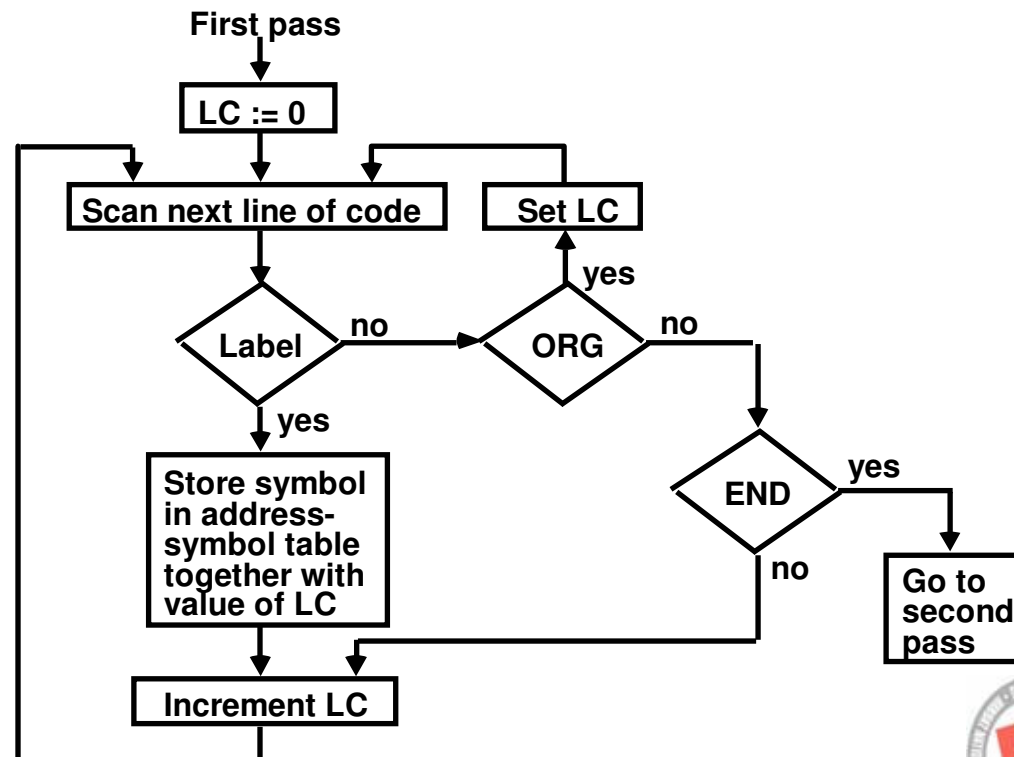 First pass
LC := 0
Scan next line of code
Set LC
yes
Label
no
ORG
no
yes
Store symbol
in address-
symbol table
together with
value of LC
END
yes
no
Go to
second
pass
Increment LC